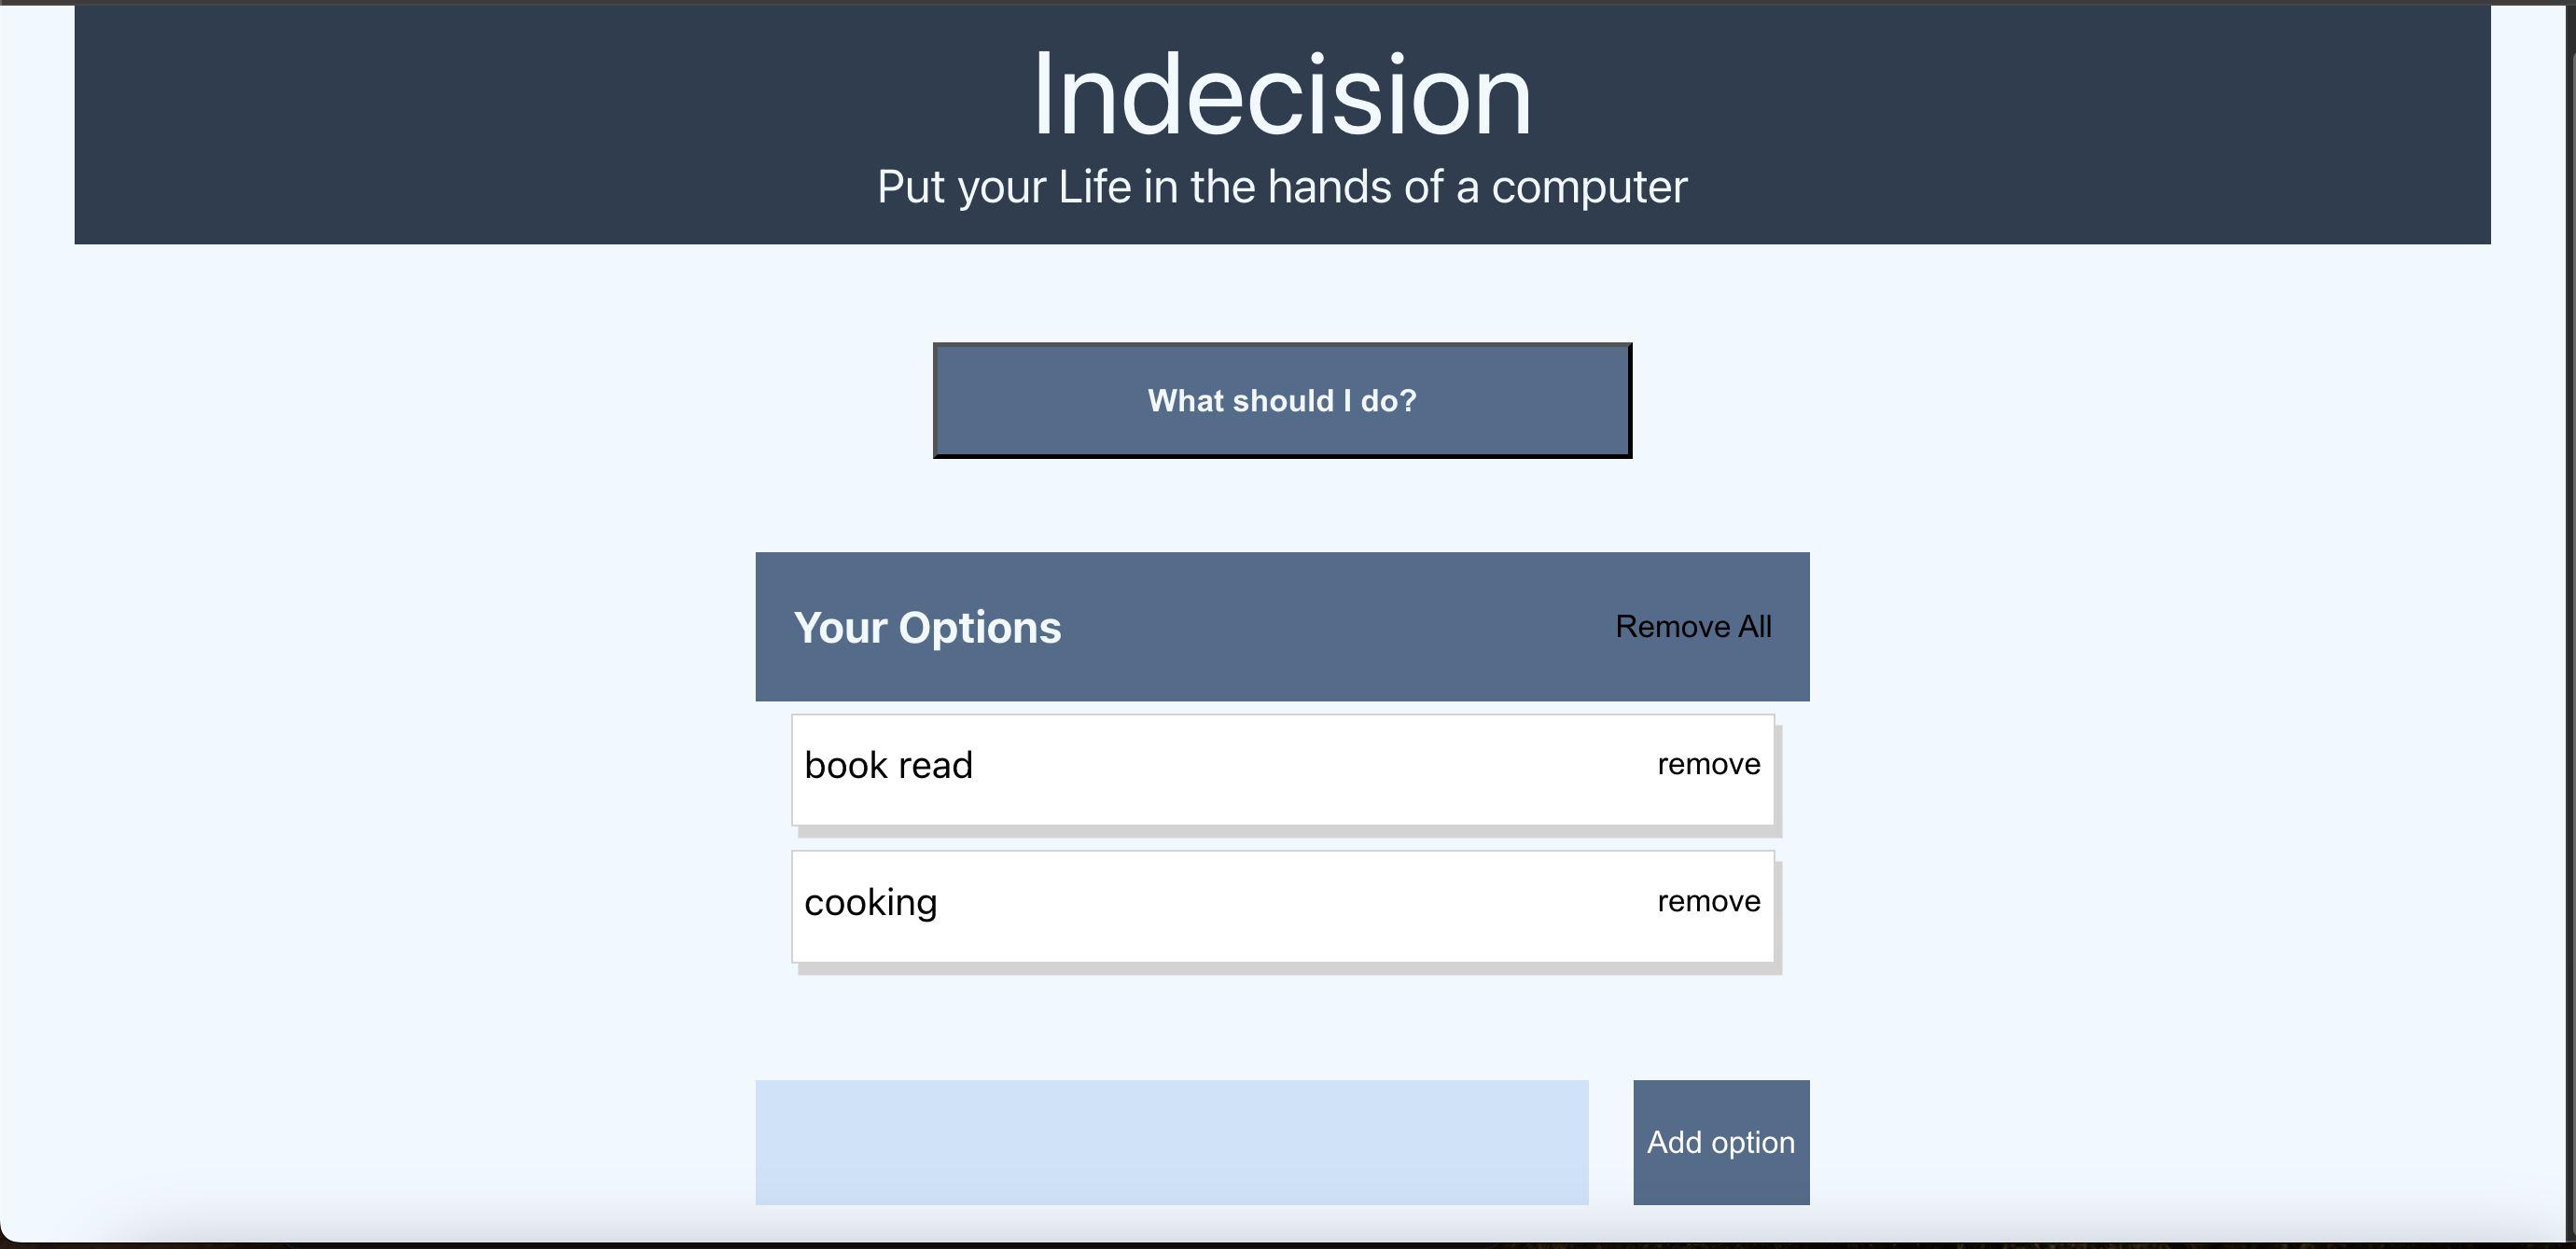 Indecision
Put your Life in the hands of a computer
What should I do?
Your Options
Remove All
book read
remove
cooking
remove
Add option